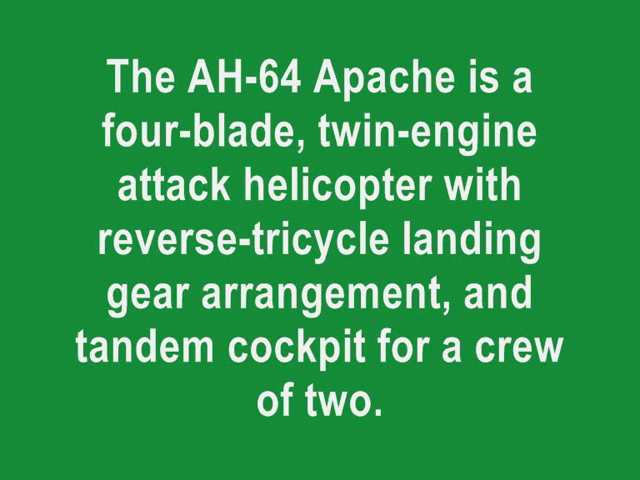 The AH-64 Apache is a
four-blade, twin-engine
attack helicopter with
reverse-tricycle landing
gear arrangement, and
tandem cockpit for a crew
of two.